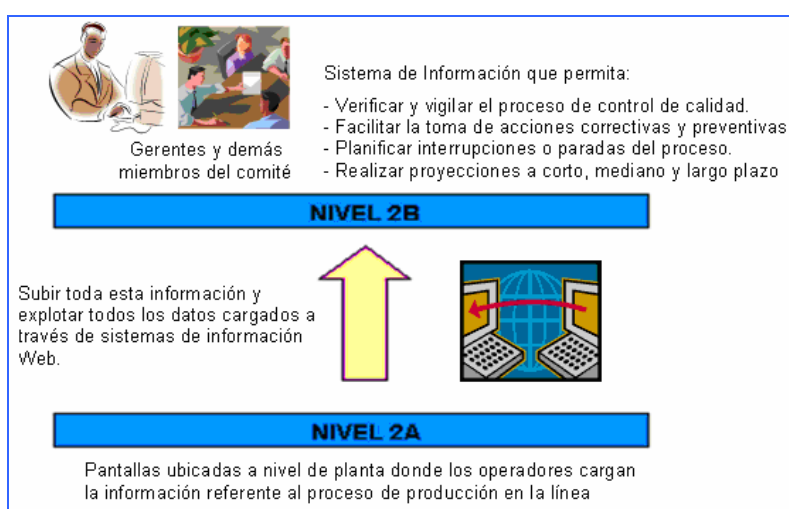 Sistema de Información que permita:
- Verificar y vigilar el proceso de control de calidad.
- Facilitar la toma de acciones correctivas y preventivas
- Planificar interrupciones o paradas del proceso.
- Realizar proyecciones a corto, mediano y largo plazo
Gerentes y demás
miembros del comité
NIVEL 2B
Subir toda esta información y
explotar todos los datos cargados a
través de sistemas de información
Web.
NIVEL 2A
Pantallas ubicadas a nivel de planta donde los operadores cargan
la información referente al proceso de producción en la línea